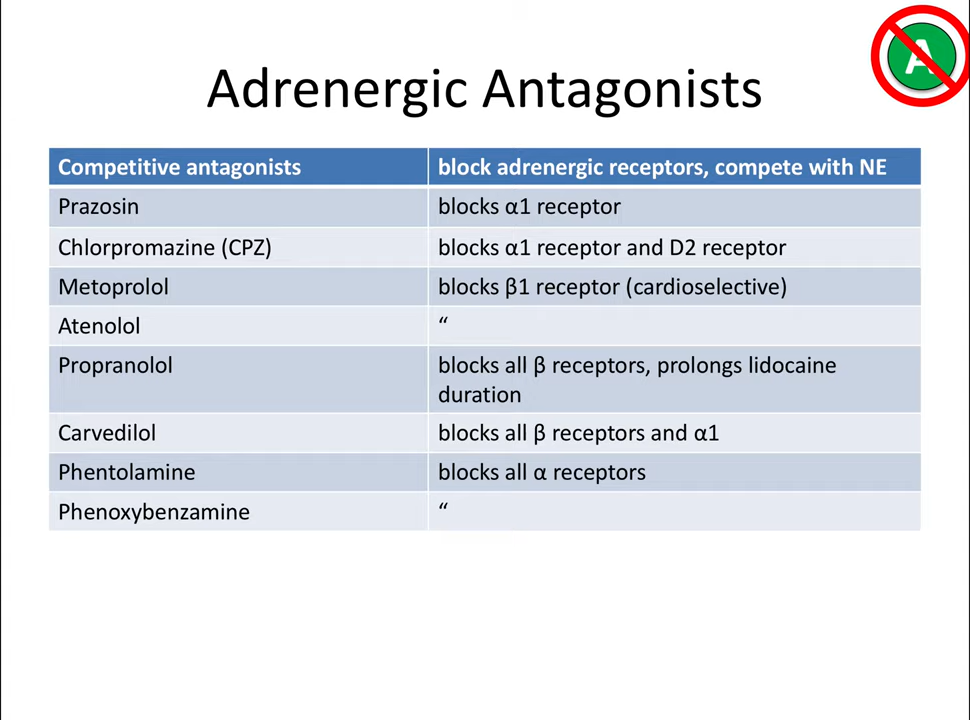 A
Adrenergic Antagonists
Competitive antagonists block adrenergic receptors, compete with NE
Prazosin blocks α1 receptor
Chlorpromazine (CPZ) blocks α1 receptor and D2 receptor
Metoprolol blocks β1 receptor (cardioselective)
Atenolol “
Propranolol blocks all β receptors, prolongs lidocaine
duration
Carvedilol blocks all β receptors and α1
Phentolamine blocks all α receptors
Phenoxybenzamine “